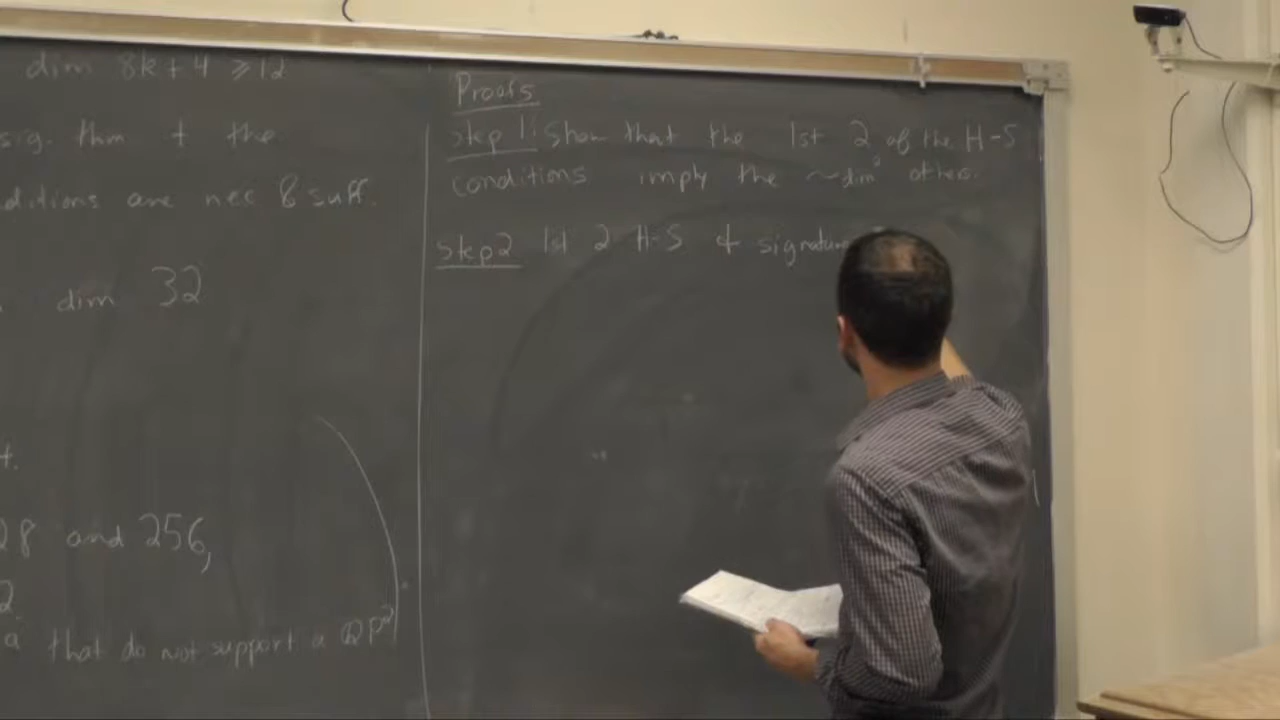 dim 8k+4 ≥12
sig. thm + the
ditions are nec & suff.
dim 32
t.
28 and 256,
2
a that do not support a QP²
Proofs
Step 1: Show that the 1st 2 of the H-S
conditions imply the ~dim² others.
Step 2 1st 2 H-S + signature